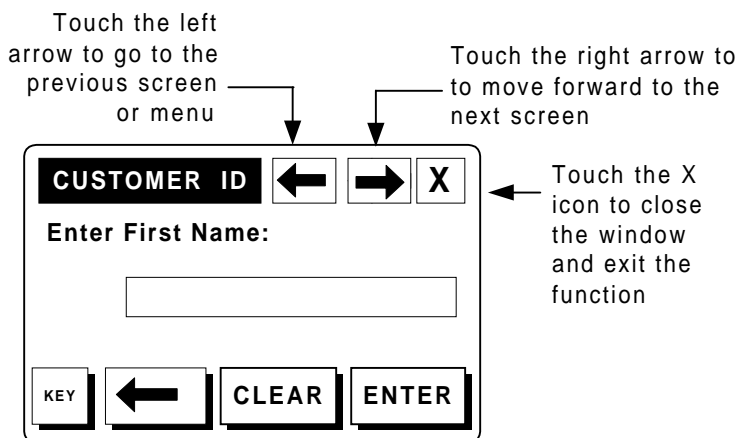 Touch the left
arrow to go to the
previous screen
or menu
Touch the right arrow to
to move forward to the
next screen
CUSTOMER ID
X
Touch the X
icon to close
the window
and exit the
function
Enter First Name:
KEY
CLEAR
ENTER